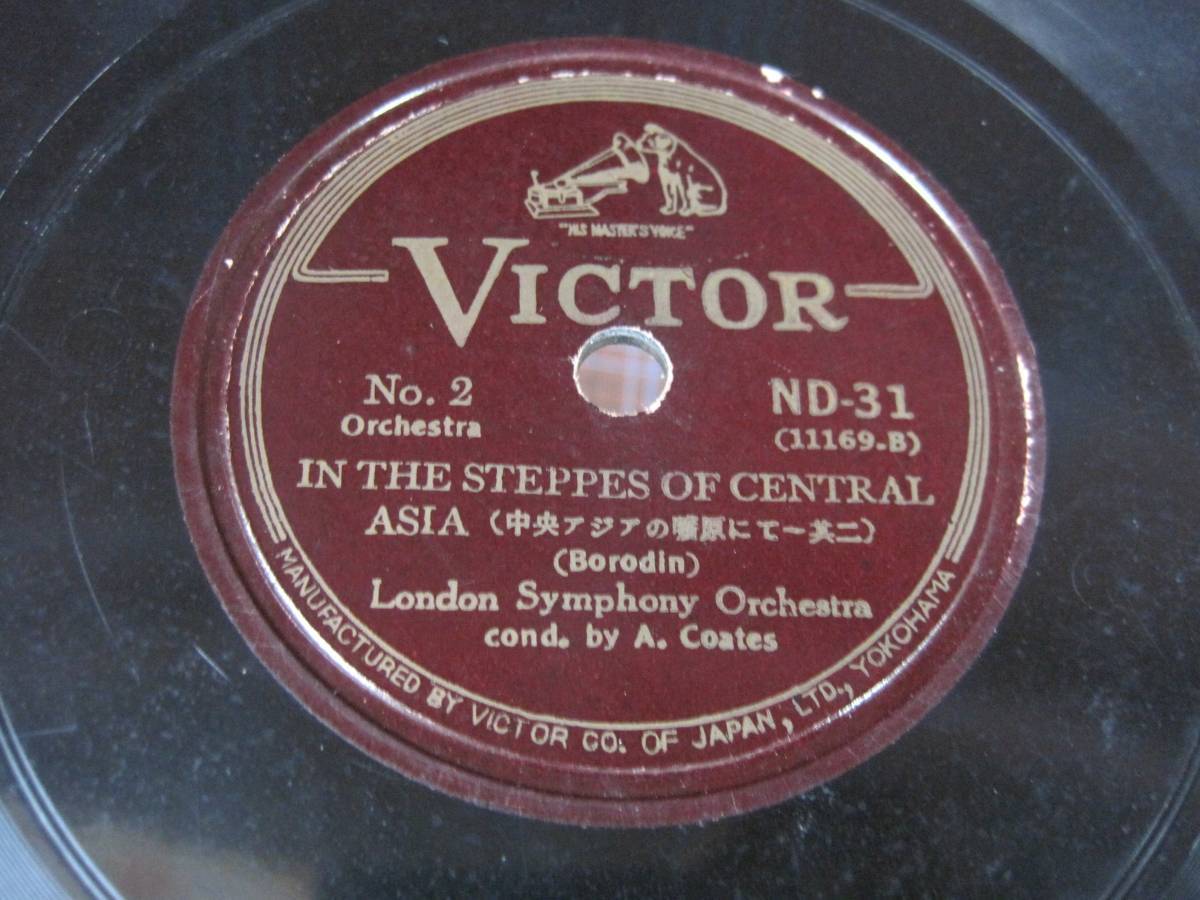 "HIS MASTER'S VOICE"
VICTOR
No. 2
Orchestra
ND-31
(11169-B)
IN THE STEPPES OF CENTRAL
ASIA (中央アジアの曠原にて一其二)
(Borodin)
London Symphony Orchestra
cond. by A. Coates
MANUFACTURED BY VICTOR CO. OF JAPAN, LTD., YOKOHAMA